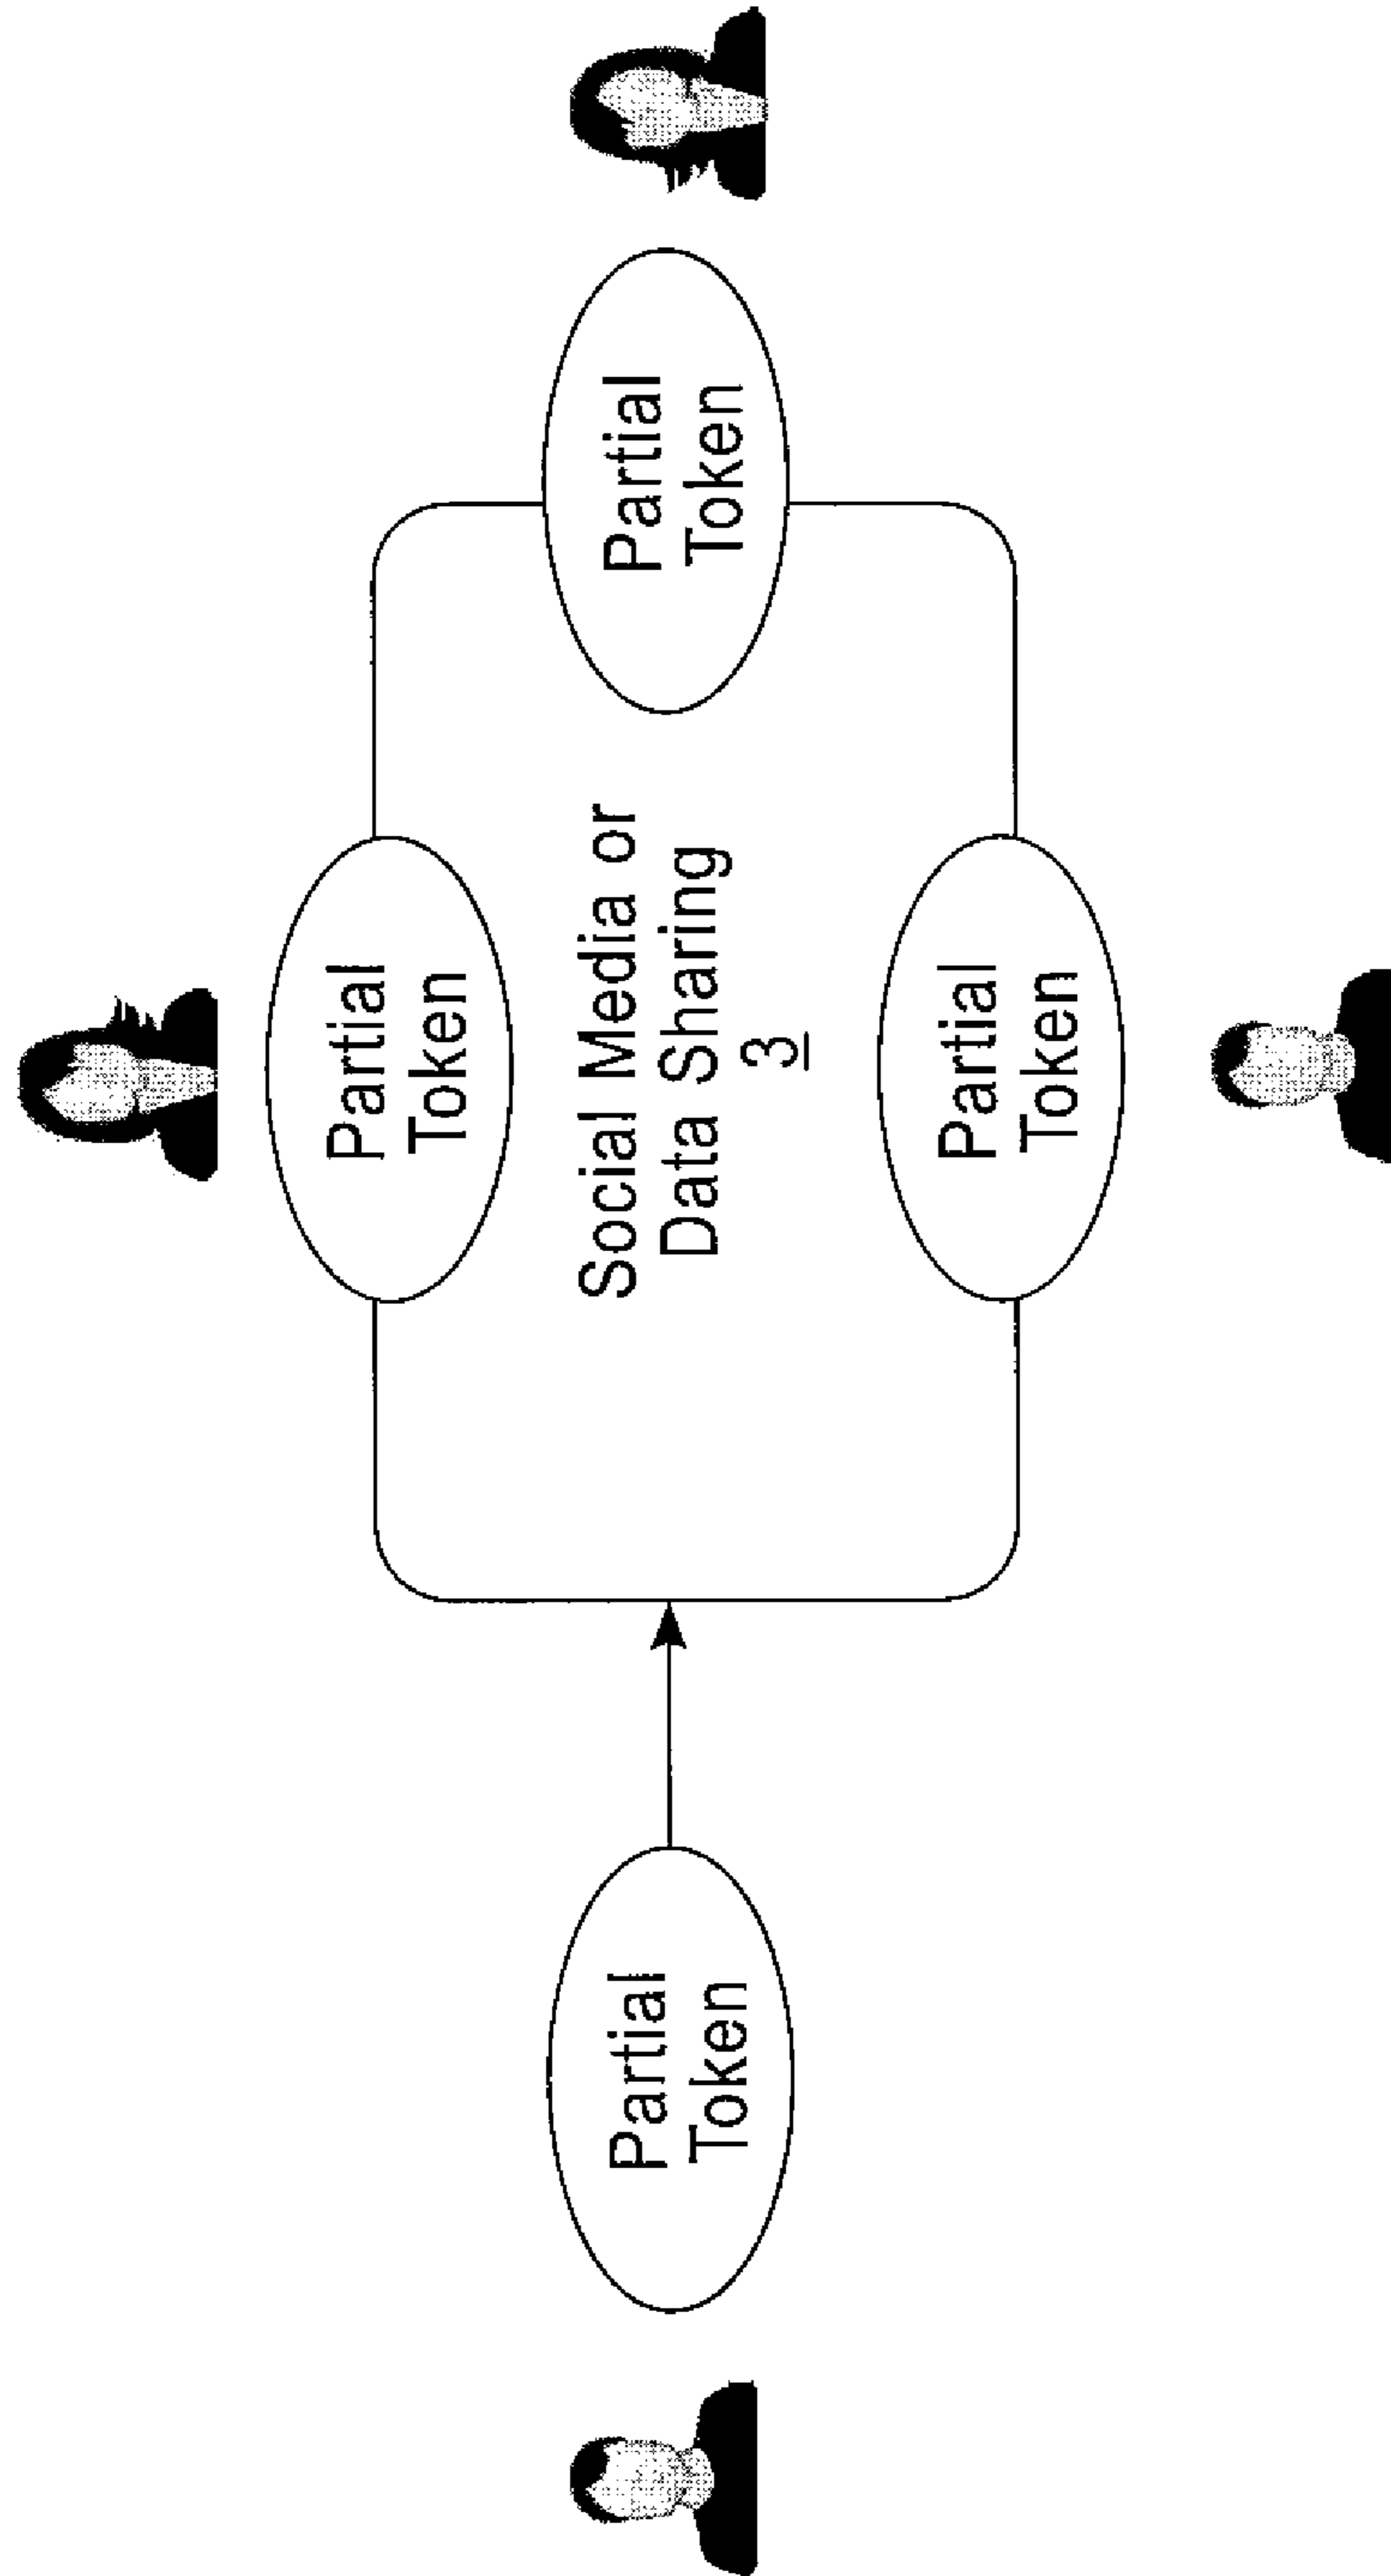 Partial
Token
Partial
Token
Social Media or
Data Sharing
3
Partial
Token
Partial
Token